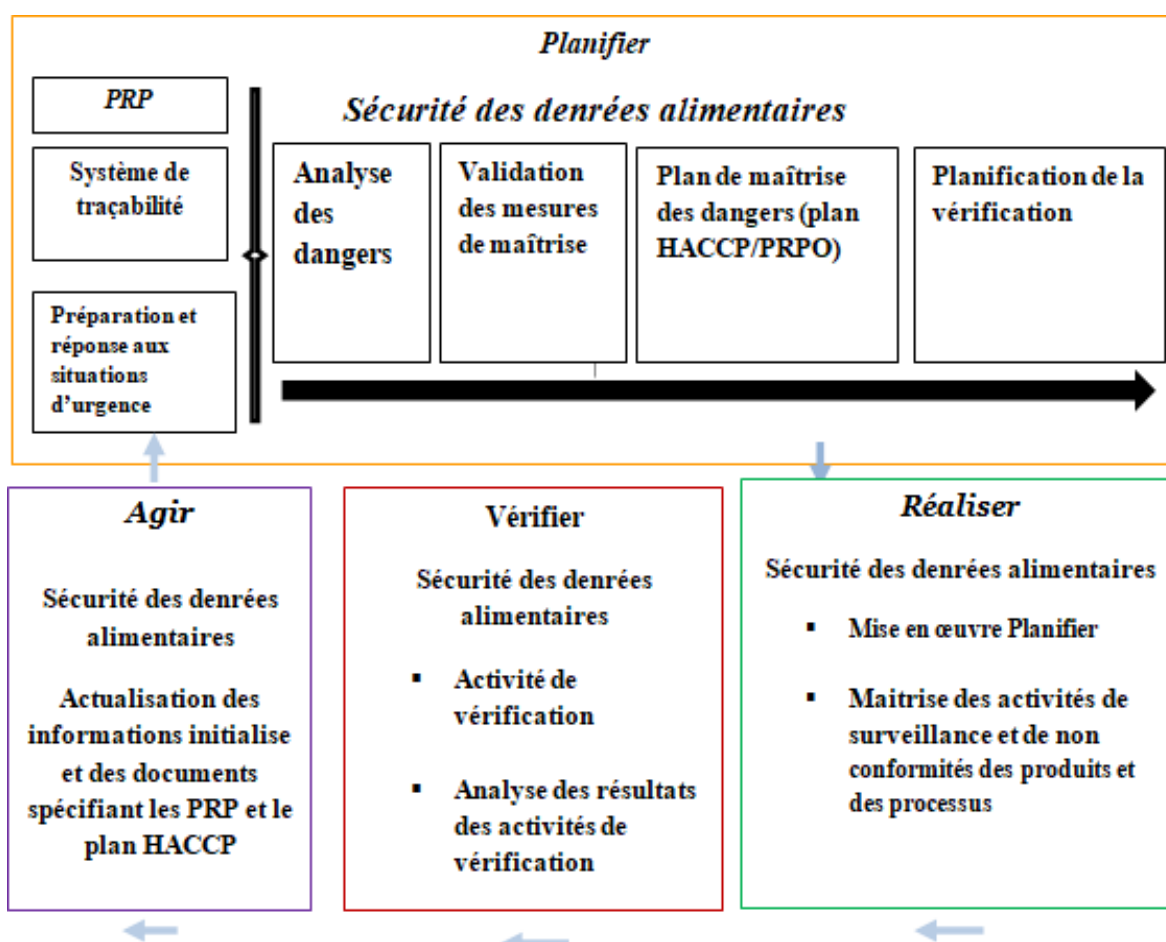 Planifier
PRP
Sécurité des denrées alimentaires
Système de
traçabilité
Préparation et
réponse aux
situations
d'urgence
Analyse
des
dangers
Validation
des mesures
de maîtrise
Plan de maîtrise
des dangers (plan
HACCP/PRPO)
Planification de la
vérification
Agir
Sécurité des denrées
alimentaires
Actualisation des
informations initialise
et des documents
spécifiant les PRP et le
plan HACCP
Vérifier
Sécurité des denrées
alimentaires
▪ Activité de
vérification
▪ Analyse des résultats
des activités de
vérification
Réaliser
Sécurité des denrées alimentaires
▪ Mise en œuvre Planifier
▪ Maitrise des activités de
surveillance et de non
conformités des produits et
des processus